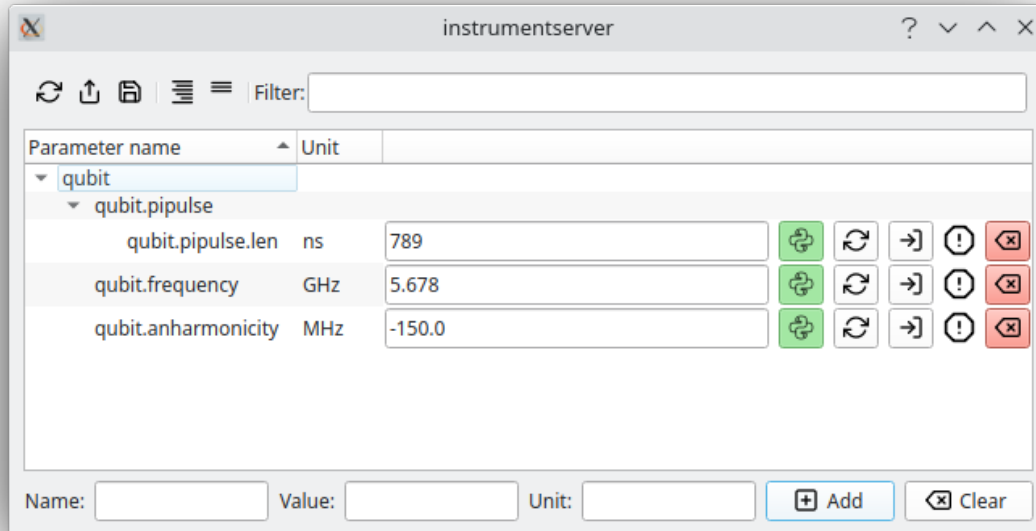 instrumentserver
Filter:
Parameter name Unit
qubit
qubit.pipulse
qubit.pipulse.len ns 789
qubit.frequency GHz 5.678
qubit.anharmonicity MHz -150.0
Name: Value: Unit: Add Clear